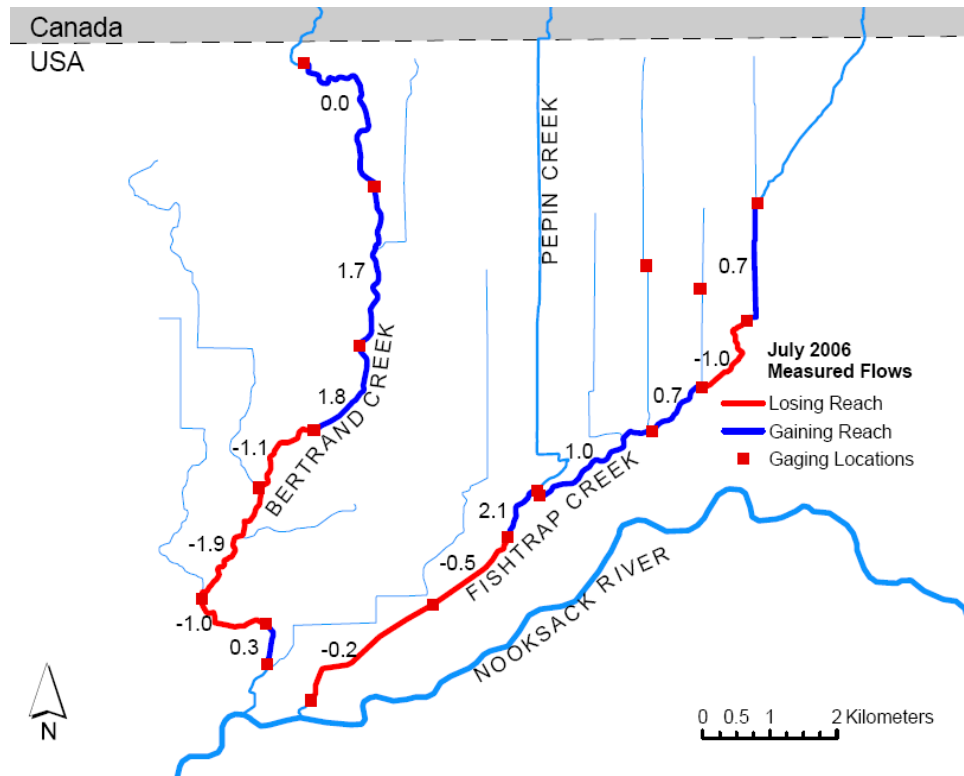 Canada
USA
0.0
1.7
1.8
BERTRAND CREEK
-1.1
-1.9
-1.0
0.3
PEPIN CREEK
0.7
-1.0
0.7
1.0
2.1
-0.5
-0.2
FISHTRAP CREEK
NOOKSACK RIVER
July 2006
Measured Flows
Losing Reach
Gaining Reach
Gaging Locations
N
0 0.5 1 2 Kilometers